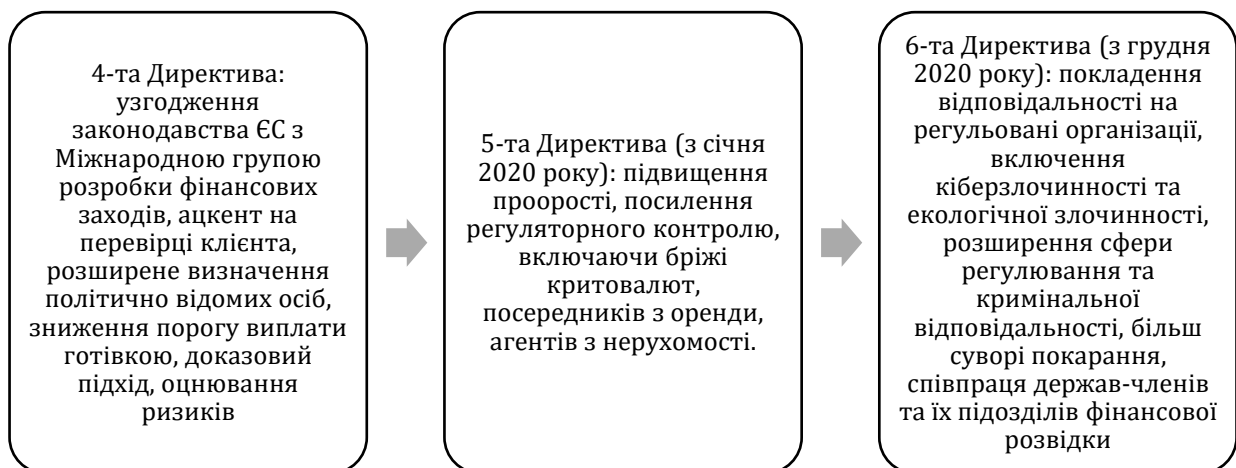 4-та Директива:
узгодження
законодавства ЄС з
Міжнародною групою
розробки фінансових
заходів, ацкент на
перевірці клієнта,
розширене визначення
політично відомих осіб,
зниження порогу виплати
готівкою, доказовий
підхід, оцнювання
ризиків
5-та Директива (з січня
2020 року): підвищення
проорості, посилення
регуляторного контролю,
включаючи бріжі
критовалют,
посередників з оренди,
агентів з нерухомості.
6-та Директива (з грудня
2020 року): покладення
відповідальності на
регульовані організації,
включення
кіберзлочинності та
екологічної злочинності,
розширення сфери
регулювання та
кримінальної
відповідальності, більш
суворі покарання,
співпраця держав-членів
та їх підозділів фінансової
розвідки